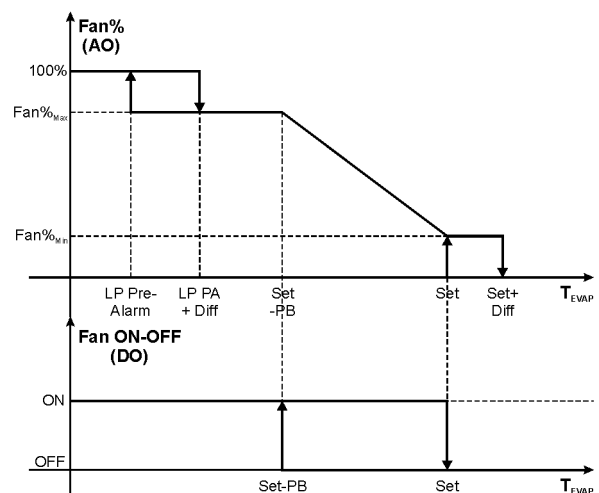 Fan%
(AO)
100%
Fan%Max
Fan%Min
LP Pre-
Alarm
LP PA
+ Diff
Set
-PB
Set
Set+
Diff
TEVAP
Fan ON-OFF
(DO)
ON
OFF
Set-PB
Set
TEVAP